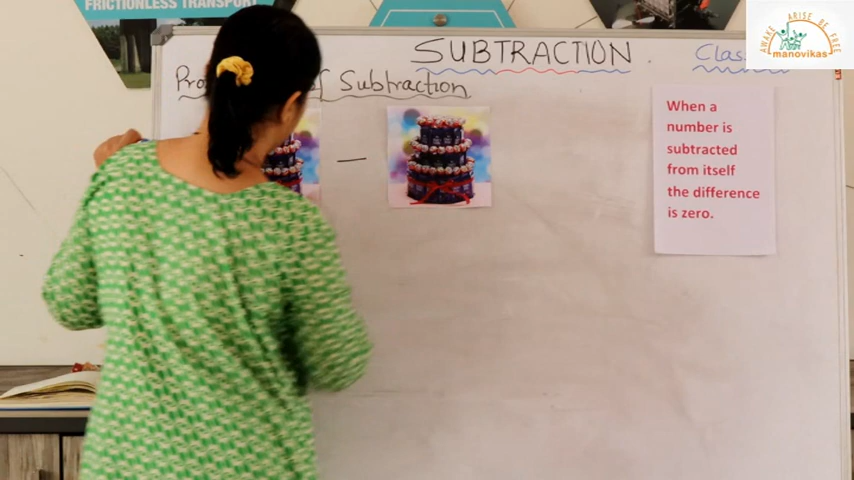 FRICTIONLESS TRANSPORT
SUBTRACTION
of Subtraction
When a
number is
subtracted
from itself
the difference
is zero.
AWAKE ARISE BE FREE
manovikas